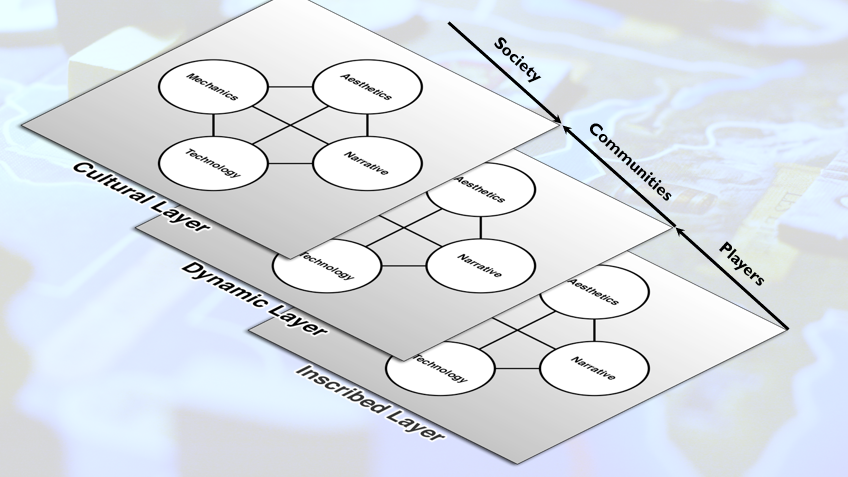 Society
Mechanics
Aesthetics
Technology
Narrative
Cultural Layer
Communities
Aesthetics
Technology
Narrative
Dynamic Layer
Players
Aesthetics
Technology
Narrative
Inscribed Layer